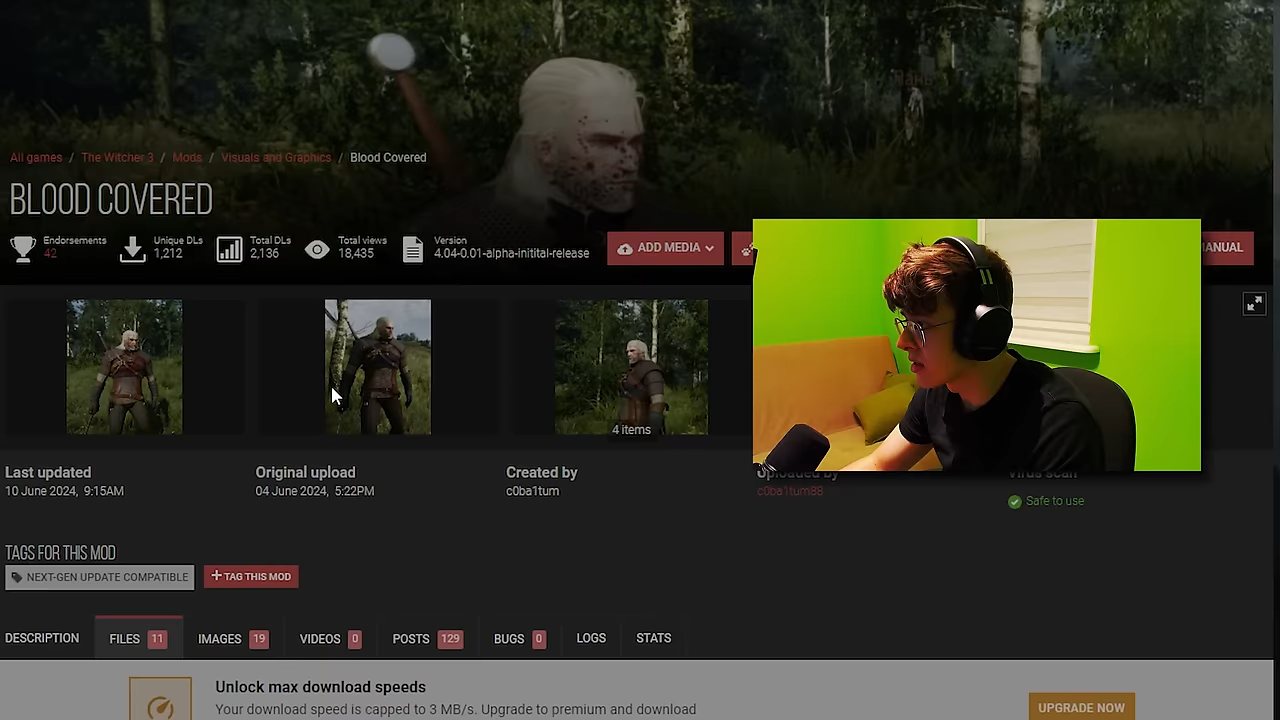 All games / The Witcher 3 / Mods / Visuals and Graphics / Blood Covered
BLOOD COVERED
Endorsements
42
Unique DLs
1,212
Total DLs
2,136
Total views
18,435
Version
4.04-0.01-alpha-initital-release
ADD MEDIA
ANUAL
4 items
Last updated
10 June 2024, 9:15AM
Original upload
04 June 2024, 5:22PM
Created by
c0ba1tum
Uploaded by
c0ba1tum88
Virus scan
Safe to use
TAGS FOR THIS MOD
NEXT-GEN UPDATE COMPATIBLE
+ TAG THIS MOD
DESCRIPTION
FILES 11
IMAGES 19
VIDEOS 0
POSTS 129
BUGS 0
LOGS
STATS
Unlock max download speeds
Your download speed is capped to 3 MB/s. Upgrade to premium and download
UPGRADE NOW